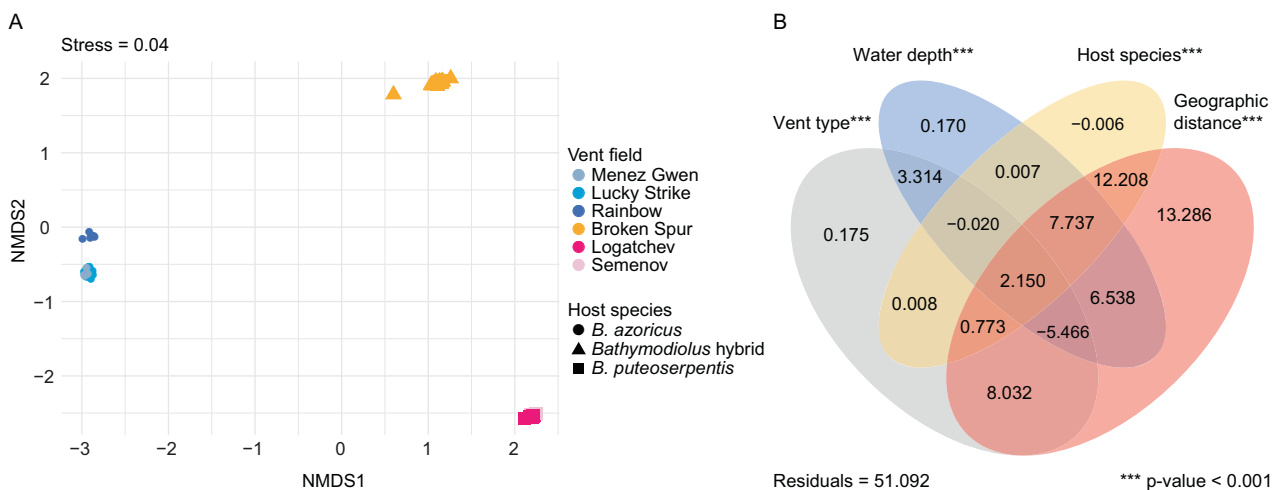 A
Stress = 0.04
2
1
0
−1
−2
NMDS2
−3
−2
−1
0
1
2
NMDS1
Vent field
Menez Gwen
Lucky Strike
Rainbow
Broken Spur
Logatchev
Semenov
Host species
B. azoricus
Bathymodiolus hybrid
B. puteoserpentis
B
Water depth***
Host species***
Vent type***
Geographic
distance***
0.170
−0.006
3.314
0.007
12.208
0.175
−0.020
7.737
13.286
2.150
0.008
6.538
0.773
−5.466
8.032
Residuals = 51.092
*** p-value < 0.001